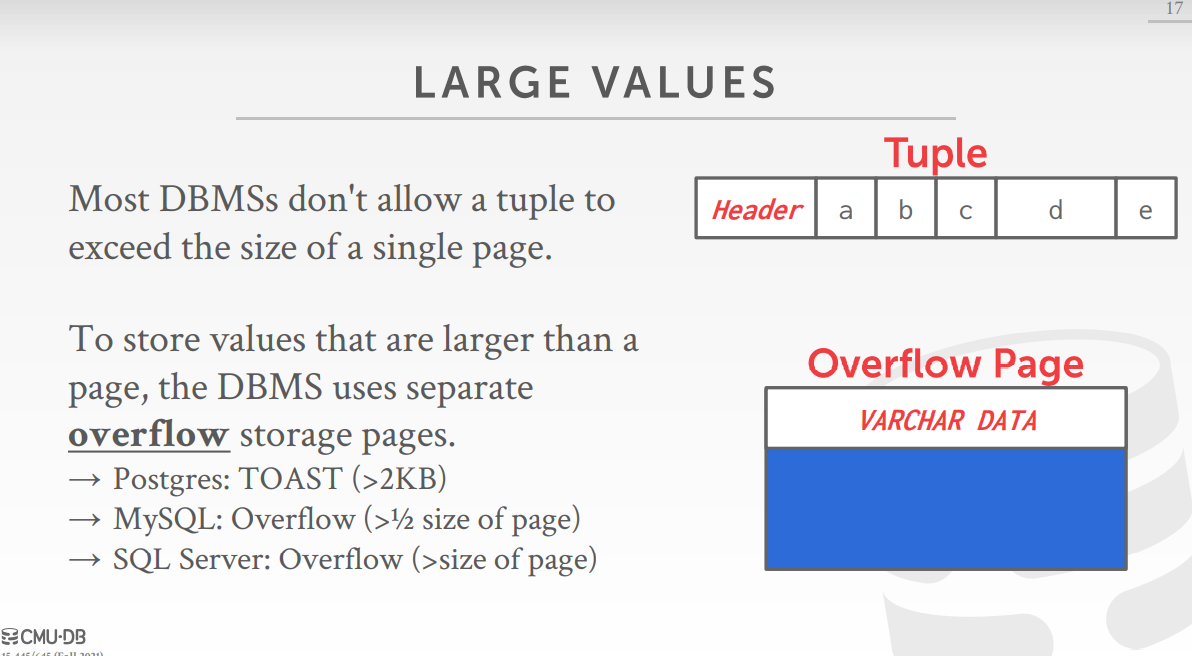 17
LARGE VALUES
Most DBMSs don't allow a tuple to
exceed the size of a single page.
To store values that are larger than a
page, the DBMS uses separate
overflow storage pages.
→ Postgres: TOAST (>2KB)
→ MySQL: Overflow (>½ size of page)
→ SQL Server: Overflow (>size of page)
Tuple
Header a b c d e
Overflow Page
VARCHAR DATA
CMU·DB
15-445/645 (Fall 2021)